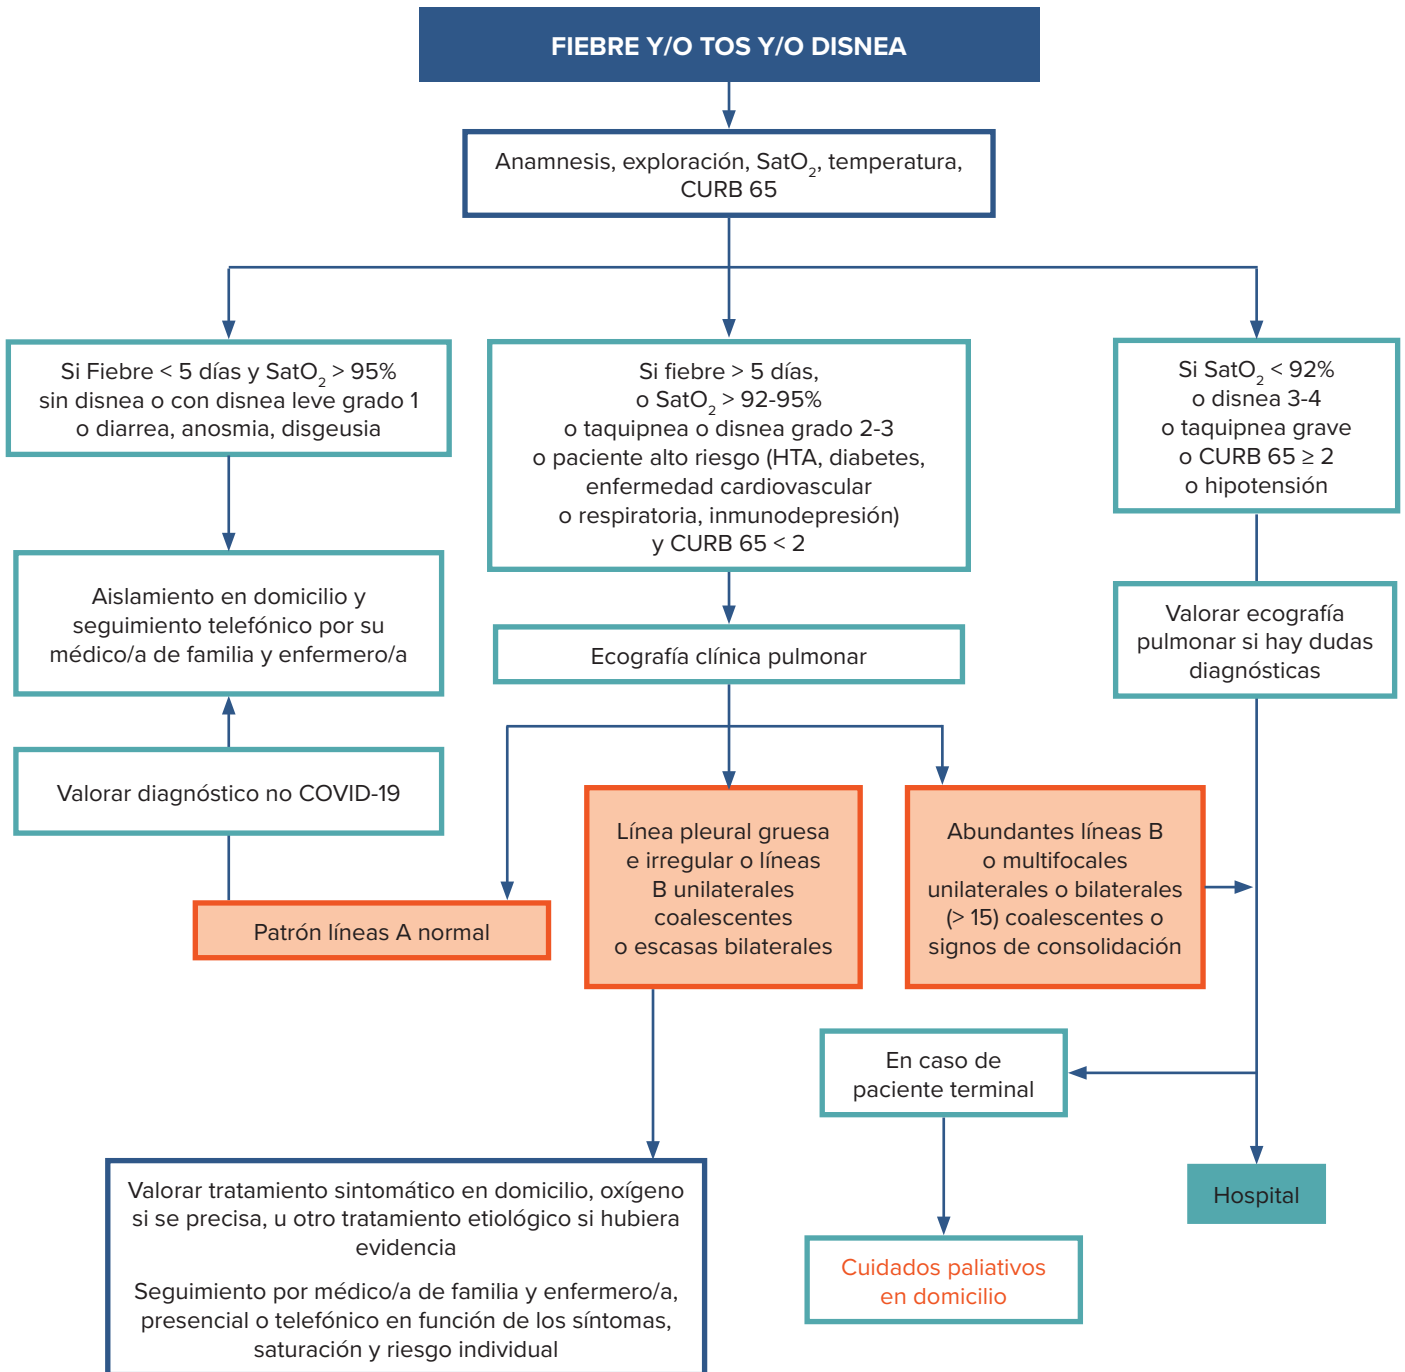 FIEBRE Y/O TOS Y/O DISNEA
Anamnesis, exploración, SatO₂, temperatura,
CURB 65
Si Fiebre < 5 días y SatO₂ > 95%
sin disnea o con disnea leve grado 1
o diarrea, anosmia, disgeusia
Si fiebre > 5 días,
o SatO₂ > 92-95%
o taquipnea o disnea grado 2-3
o paciente alto riesgo (HTA, diabetes,
enfermedad cardiovascular
o respiratoria, inmunodepresión)
y CURB 65 < 2
Si SatO₂ < 92%
o disnea 3-4
o taquipnea grave
o CURB 65 ≥ 2
o hipotensión
Aislamiento en domicilio y
seguimiento telefónico por su
médico/a de familia y enfermero/a
Ecografía clínica pulmonar
Valorar ecografía
pulmonar si hay dudas
diagnósticas
Valorar diagnóstico no COVID-19
Patrón líneas A normal
Línea pleural gruesa
e irregular o líneas
B unilaterales
coalescentes
o escasas bilaterales
Abundantes líneas B
o multifocales
unilaterales o bilaterales
(> 15) coalescentes o
signos de consolidación
En caso de
paciente terminal
Hospital
Valorar tratamiento sintomático en domicilio, oxígeno
si se precisa, u otro tratamiento etiológico si hubiera
evidencia
Seguimiento por médico/a de familia y enfermero/a,
presencial o telefónico en función de los síntomas,
saturación y riesgo individual
Cuidados paliativos
en domicilio